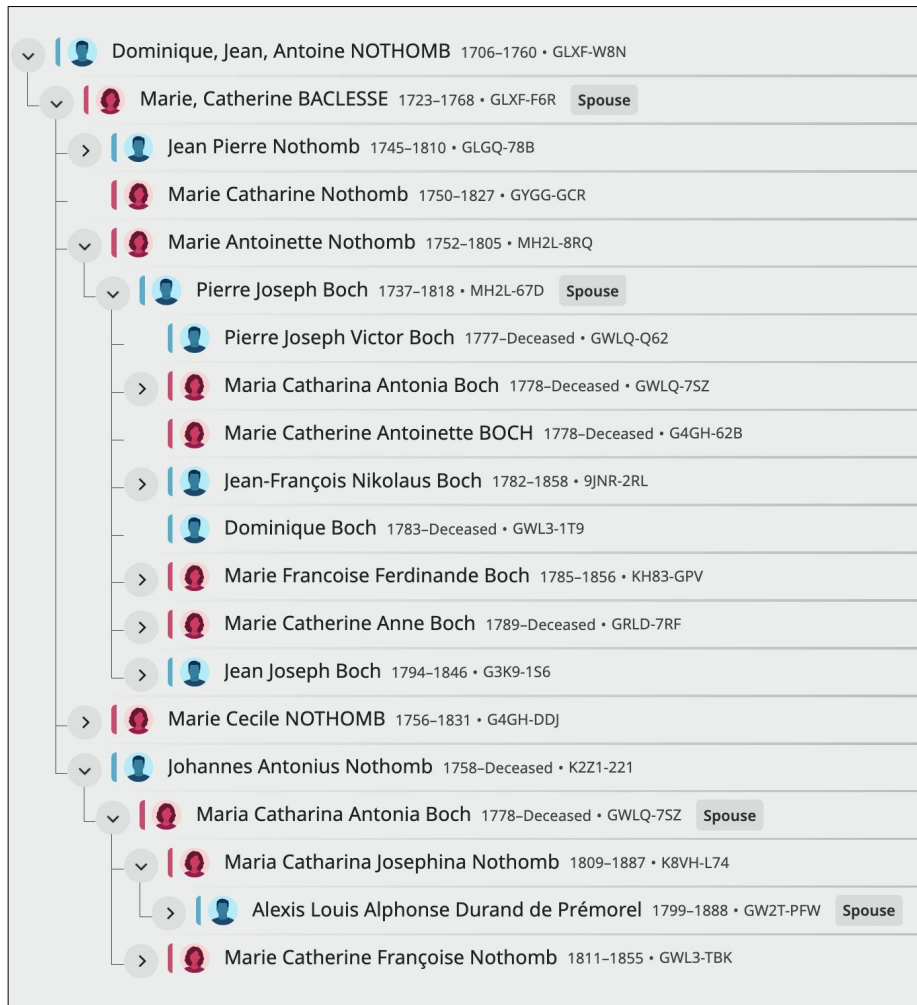 Dominique, Jean, Antoine NOTHOMB 1706–1760 • GLXF-W8N
Marie, Catherine BACLESSE 1723–1768 • GLXF-F6R Spouse
Jean Pierre Nothomb 1745–1810 • GLGQ-78B
Marie Catharine Nothomb 1750–1827 • GYGG-GCR
Marie Antoinette Nothomb 1752–1805 • MH2L-8RQ
Pierre Joseph Boch 1737–1818 • MH2L-67D Spouse
Pierre Joseph Victor Boch 1777–Deceased • GWLQ-Q62
Maria Catharina Antonia Boch 1778–Deceased • GWLQ-7SZ
Marie Catherine Antoinette BOCH 1778–Deceased • G4GH-62B
Jean-François Nikolaus Boch 1782–1858 • 9JNR-2RL
Dominique Boch 1783–Deceased • GWL3-1T9
Marie Francoise Ferdinande Boch 1785–1856 • KH83-GPV
Marie Catherine Anne Boch 1789–Deceased • GRLD-7RF
Jean Joseph Boch 1794–1846 • G3K9-1S6
Marie Cecile NOTHOMB 1756–1831 • G4GH-DDJ
Johannes Antonius Nothomb 1758–Deceased • K2Z1-221
Maria Catharina Antonia Boch 1778–Deceased • GWLQ-7SZ Spouse
Maria Catharina Josephina Nothomb 1809–1887 • K8VH-L74
Alexis Louis Alphonse Durand de Prémorel 1799–1888 • GW2T-PFW Spouse
Marie Catherine Françoise Nothomb 1811–1855 • GWL3-TBK